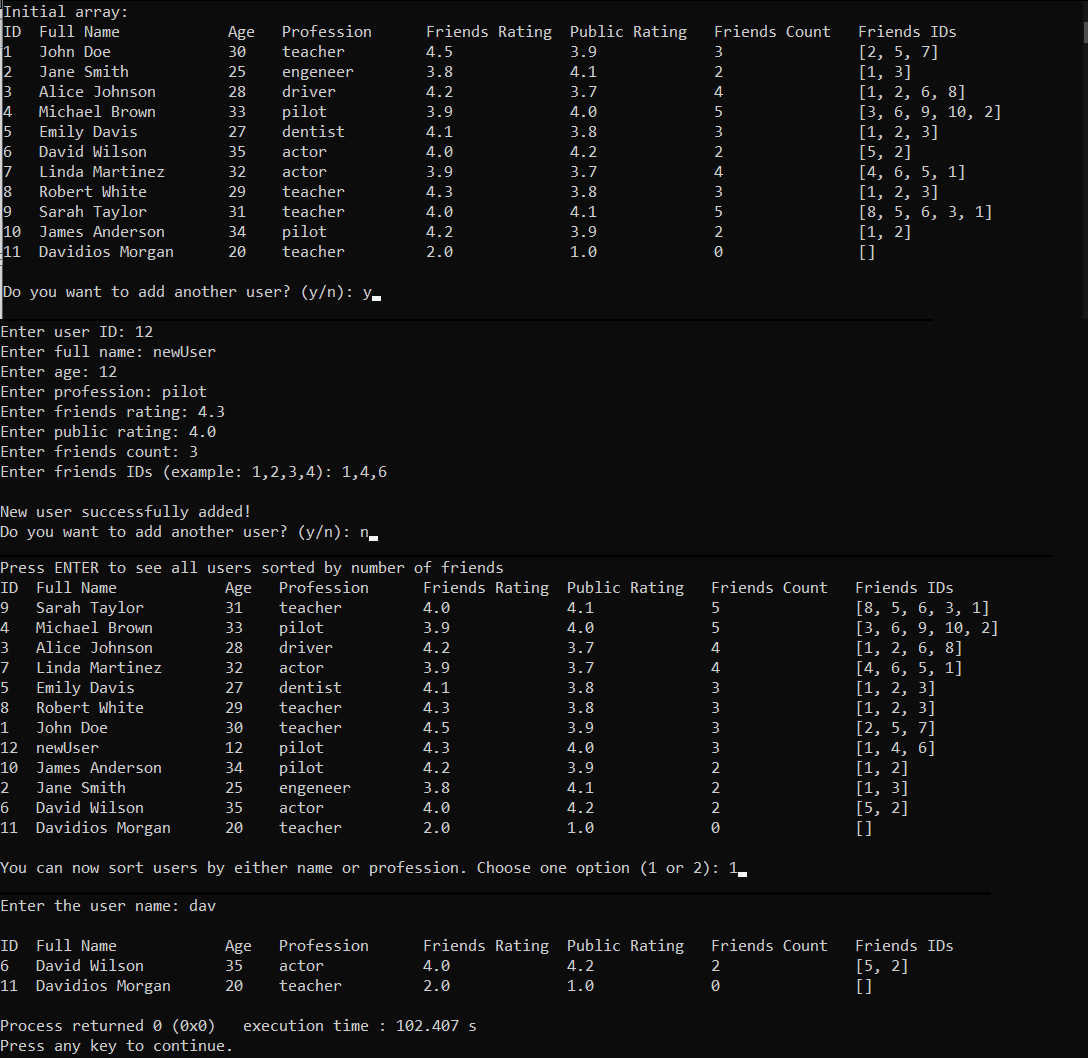 Initial array:
ID  Full Name            Age   Profession      Friends Rating  Public Rating   Friends Count   Friends IDs
1   John Doe             30    teacher         4.5             3.9             3               [2, 5, 7]
2   Jane Smith           25    engeneer        3.8             4.1             2               [1, 3]
3   Alice Johnson        28    driver          4.2             3.7             4               [1, 2, 6, 8]
4   Michael Brown        33    pilot           3.9             4.0             5               [3, 6, 9, 10, 2]
5   Emily Davis          27    dentist         4.1             3.8             3               [1, 2, 3]
6   David Wilson         35    actor           4.0             4.2             2               [5, 2]
7   Linda Martinez       32    actor           3.9             3.7             4               [4, 6, 5, 1]
8   Robert White         29    teacher         4.3             3.8             3               [1, 2, 3]
9   Sarah Taylor         31    teacher         4.0             4.1             5               [8, 5, 6, 3, 1]
10  James Anderson       34    pilot           4.2             3.9             2               [1, 2]
11  Davidios Morgan      20    teacher         2.0             1.0             0               []
Do you want to add another user? (y/n): y
Enter user ID: 12
Enter full name: newUser
Enter age: 12
Enter profession: pilot
Enter friends rating: 4.3
Enter public rating: 4.0
Enter friends count: 3
Enter friends IDs (example: 1,2,3,4): 1,4,6
New user successfully added!
Do you want to add another user? (y/n): n
Press ENTER to see all users sorted by number of friends
ID  Full Name            Age   Profession      Friends Rating  Public Rating   Friends Count   Friends IDs
9   Sarah Taylor         31    teacher         4.0             4.1             5               [8, 5, 6, 3, 1]
4   Michael Brown        33    pilot           3.9             4.0             5               [3, 6, 9, 10, 2]
3   Alice Johnson        28    driver          4.2             3.7             4               [1, 2, 6, 8]
7   Linda Martinez       32    actor           3.9             3.7             4               [4, 6, 5, 1]
5   Emily Davis          27    dentist         4.1             3.8             3               [1, 2, 3]
8   Robert White         29    teacher         4.3             3.8             3               [1, 2, 3]
1   John Doe             30    teacher         4.5             3.9             3               [2, 5, 7]
12  newUser              12    pilot           4.3             4.0             3               [1, 4, 6]
10  James Anderson       34    pilot           4.2             3.9             2               [1, 2]
2   Jane Smith           25    engeneer        3.8             4.1             2               [1, 3]
6   David Wilson         35    actor           4.0             4.2             2               [5, 2]
11  Davidios Morgan      20    teacher         2.0             1.0             0               []
You can now sort users by either name or profession. Choose one option (1 or 2): 1
Enter the user name: dav
ID  Full Name            Age   Profession      Friends Rating  Public Rating   Friends Count   Friends IDs
6   David Wilson         35    actor           4.0             4.2             2               [5, 2]
11  Davidios Morgan      20    teacher         2.0             1.0             0               []
Process returned 0 (0x0)   execution time : 102.407 s
Press any key to continue.